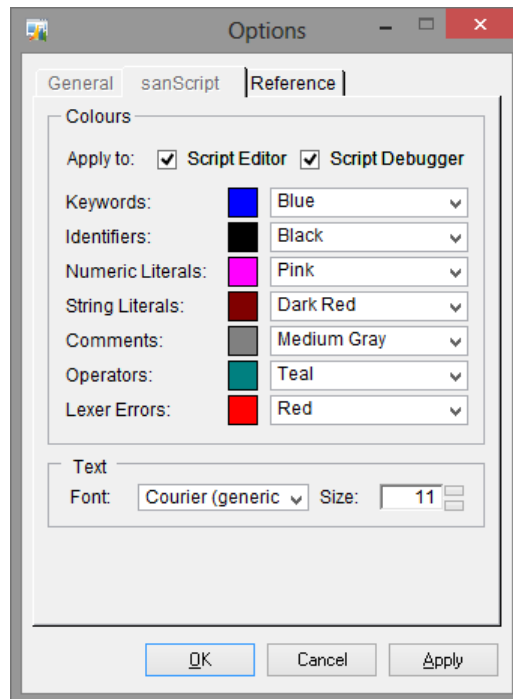 Options
General sanScript Reference
Colours
Apply to: Script Editor Script Debugger
Keywords: Blue
Identifiers: Black
Numeric Literals: Pink
String Literals: Dark Red
Comments: Medium Gray
Operators: Teal
Lexer Errors: Red
Text
Font: Courier (generic Size: 11
OK Cancel Apply